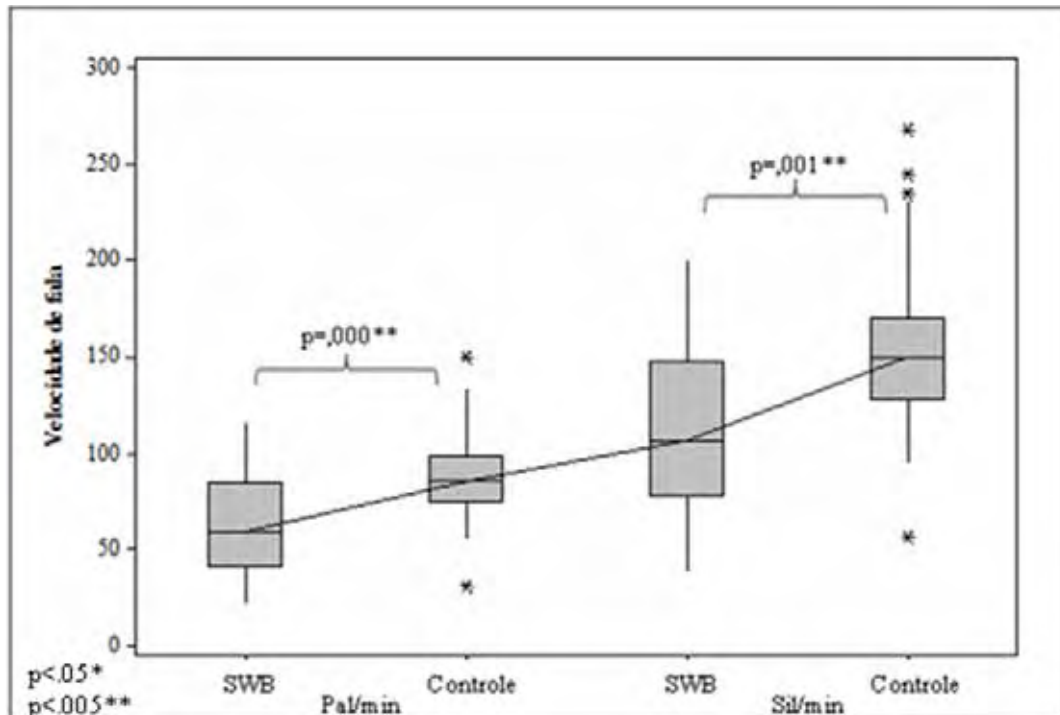 300
250
200
150
100
50
0
Velocidade de fala
p=,000**
p=,001**
SWB Controle SWB Controle
Pal/min Sil/min
p<.05*
p<.005**